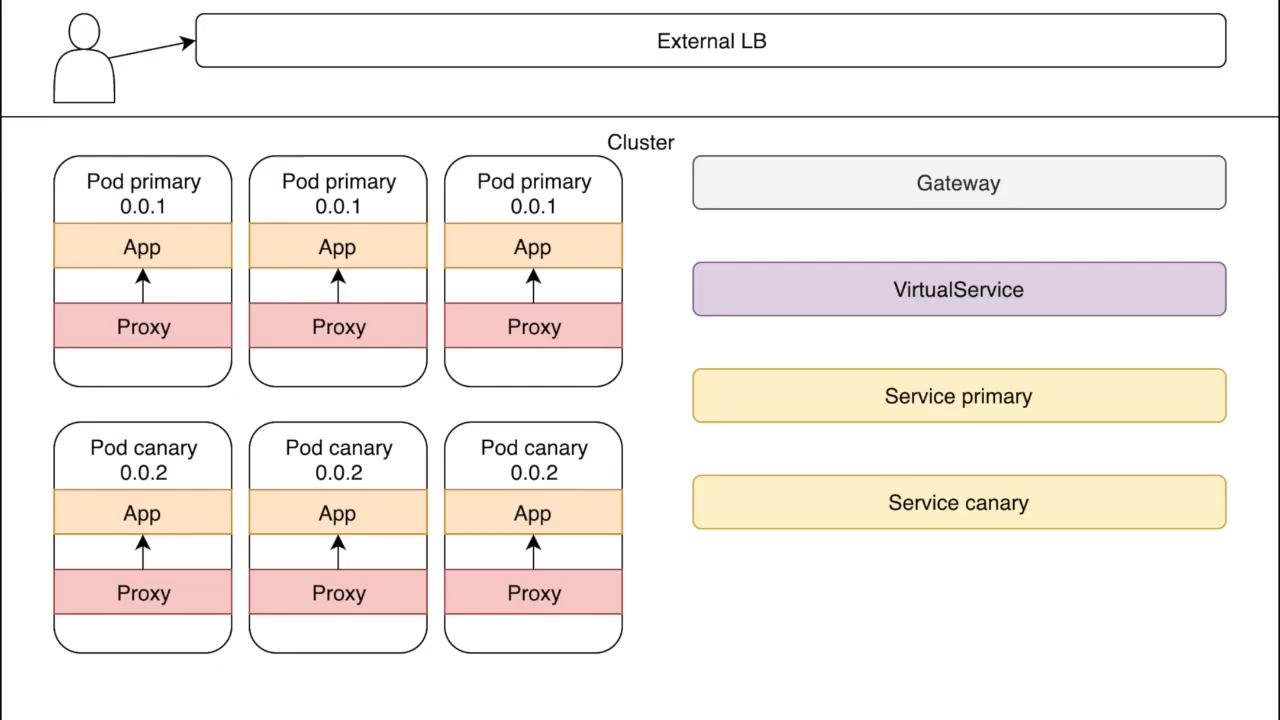 External LB
Cluster
Pod primary
0.0.1
App
Proxy
Pod primary
0.0.1
App
Proxy
Pod primary
0.0.1
App
Proxy
Pod canary
0.0.2
App
Proxy
Pod canary
0.0.2
App
Proxy
Pod canary
0.0.2
App
Proxy
Gateway
VirtualService
Service primary
Service canary